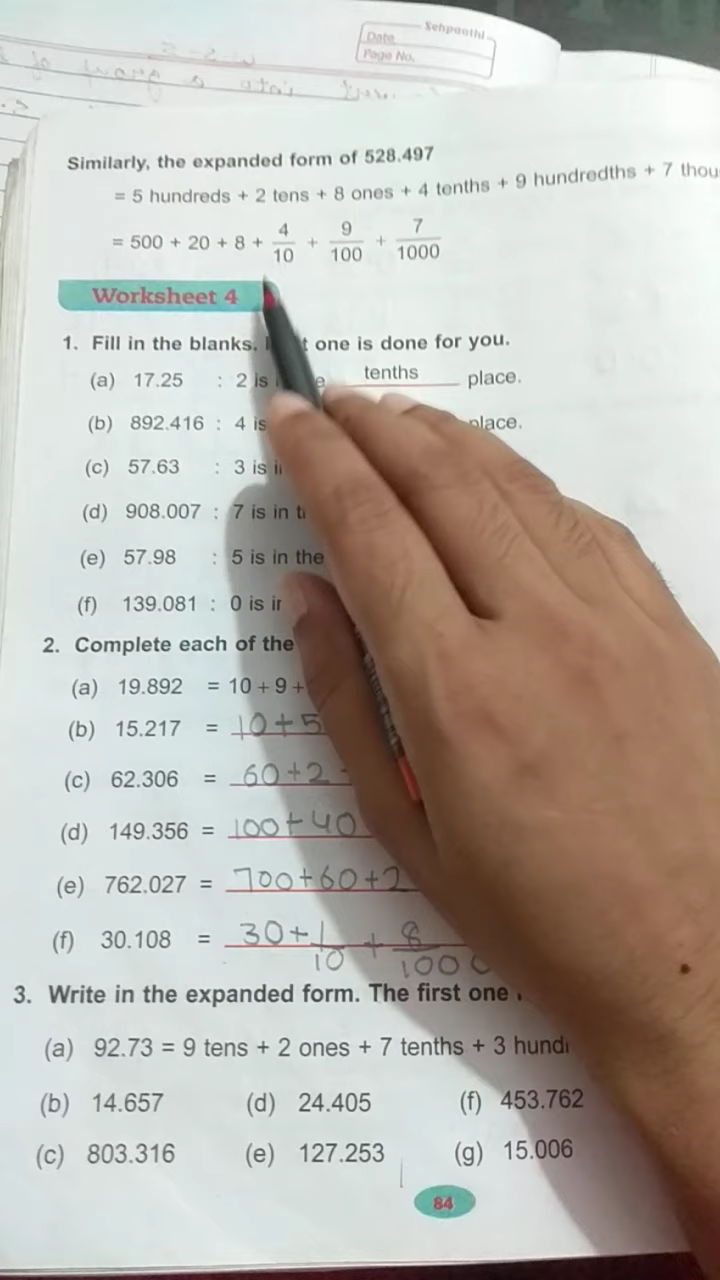 Sehpaathi
Date
Page No.
Similarly, the expanded form of 528.497
= 5 hundreds + 2 tens + 8 ones + 4 tenths + 9 hundredths + 7
= 500 + 20 + 8 + 4/10 + 9/100 + 7/1000
Worksheet 4
1. Fill in the blanks. one is done for you.
(a) 17.25 : 2 is tenths place.
(b) 892.416 : 4 is place.
(c) 57.63 : 3 is
(d) 908.007 : 7 is in
(e) 57.98 : 5 is in the
(f) 139.081 : 0 is
2. Complete each of the
(a) 19.892 = 10 + 9 +
(b) 15.217 = 10 + 5
(c) 62.306 = 60 + 2
(d) 149.356 = 100 + 40
(e) 762.027 = 700 + 60 + 2
(f) 30.108 = 30 + 1/10 + 8/1000
3. Write in the expanded form. The first one
(a) 92.73 = 9 tens + 2 ones + 7 tenths + 3
(b) 14.657 (d) 24.405 (f) 453.762
(c) 803.316 (e) 127.253 (g) 15.006
84